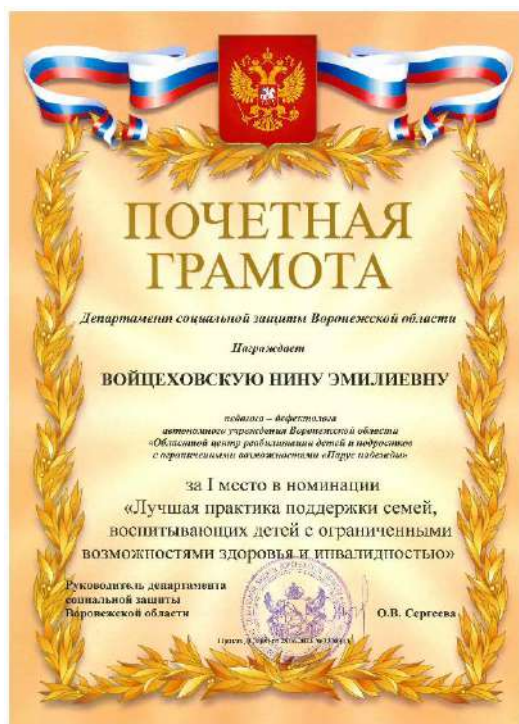 ПОЧЕТНАЯ
ГРАМОТА
Департамент социальной защиты Воронежской области
Награждает
ВОЙЦЕХОВСКУЮ НИНУ ЭМИЛИЕВНУ
педагога – дефектолога
автономного учреждения Воронежской области
«Областной центр реабилитации детей и подростков
с ограниченными возможностями «Парус надежды»
за I место в номинации
«Лучшая практика поддержки семей,
воспитывающих детей с ограниченными
возможностями здоровья и инвалидностью»
Руководитель департамента
социальной защиты
Воронежской области
О.В. Сергеева